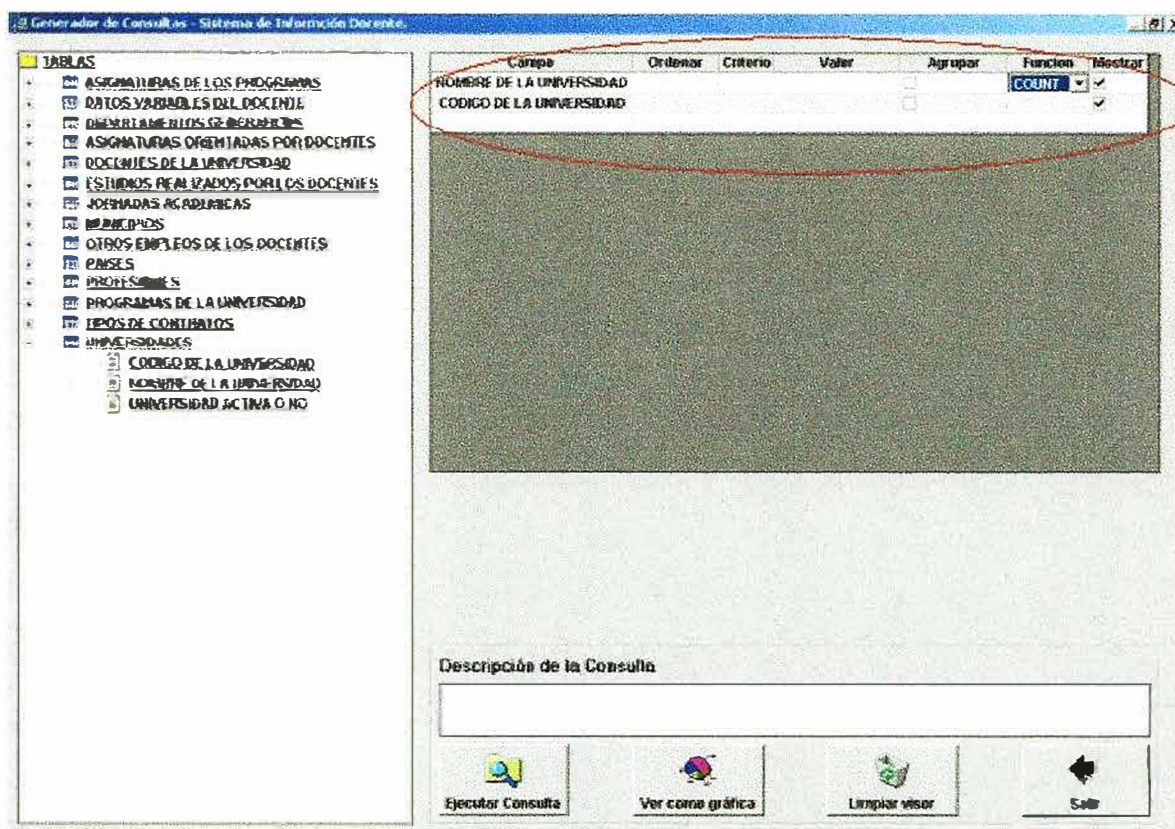 Generador de Consultas - Sistema de Informción Docente.
TABLAS
ASIGNATURAS DE LOS PROGRAMAS
DATOS VARIABLES DEL DOCENTE
DEPARTAMENTOS
ASIGNATURAS ORIENTADAS POR DOCENTES
DOCENTES DE LA UNIVERSIDAD
ESTUDIOS REALIZADOS POR LOS DOCENTES
JORNADAS ACADEMICAS
MUNICIPIOS
OTROS EMPLEOS DE LOS DOCENTES
PAISES
PROFESIONES
PROGRAMAS DE LA UNIVERSIDAD
TIPOS DE CONTRATOS
UNIVERSIDADES
CODIGO DE LA UNIVERSIDAD
NOMBRE DE LA UNIVERSIDAD
UNIVERSIDAD ACTIVA O NO
Campo Ordenar Criterio Valor Agrupar Funcion Mostrar
NOMBRE DE LA UNIVERSIDAD COUNT
CODIGO DE LA UNIVERSIDAD
Descripción de la Consulta
Ejecutar Consulta Ver como gráfica Limpiar visor Salir